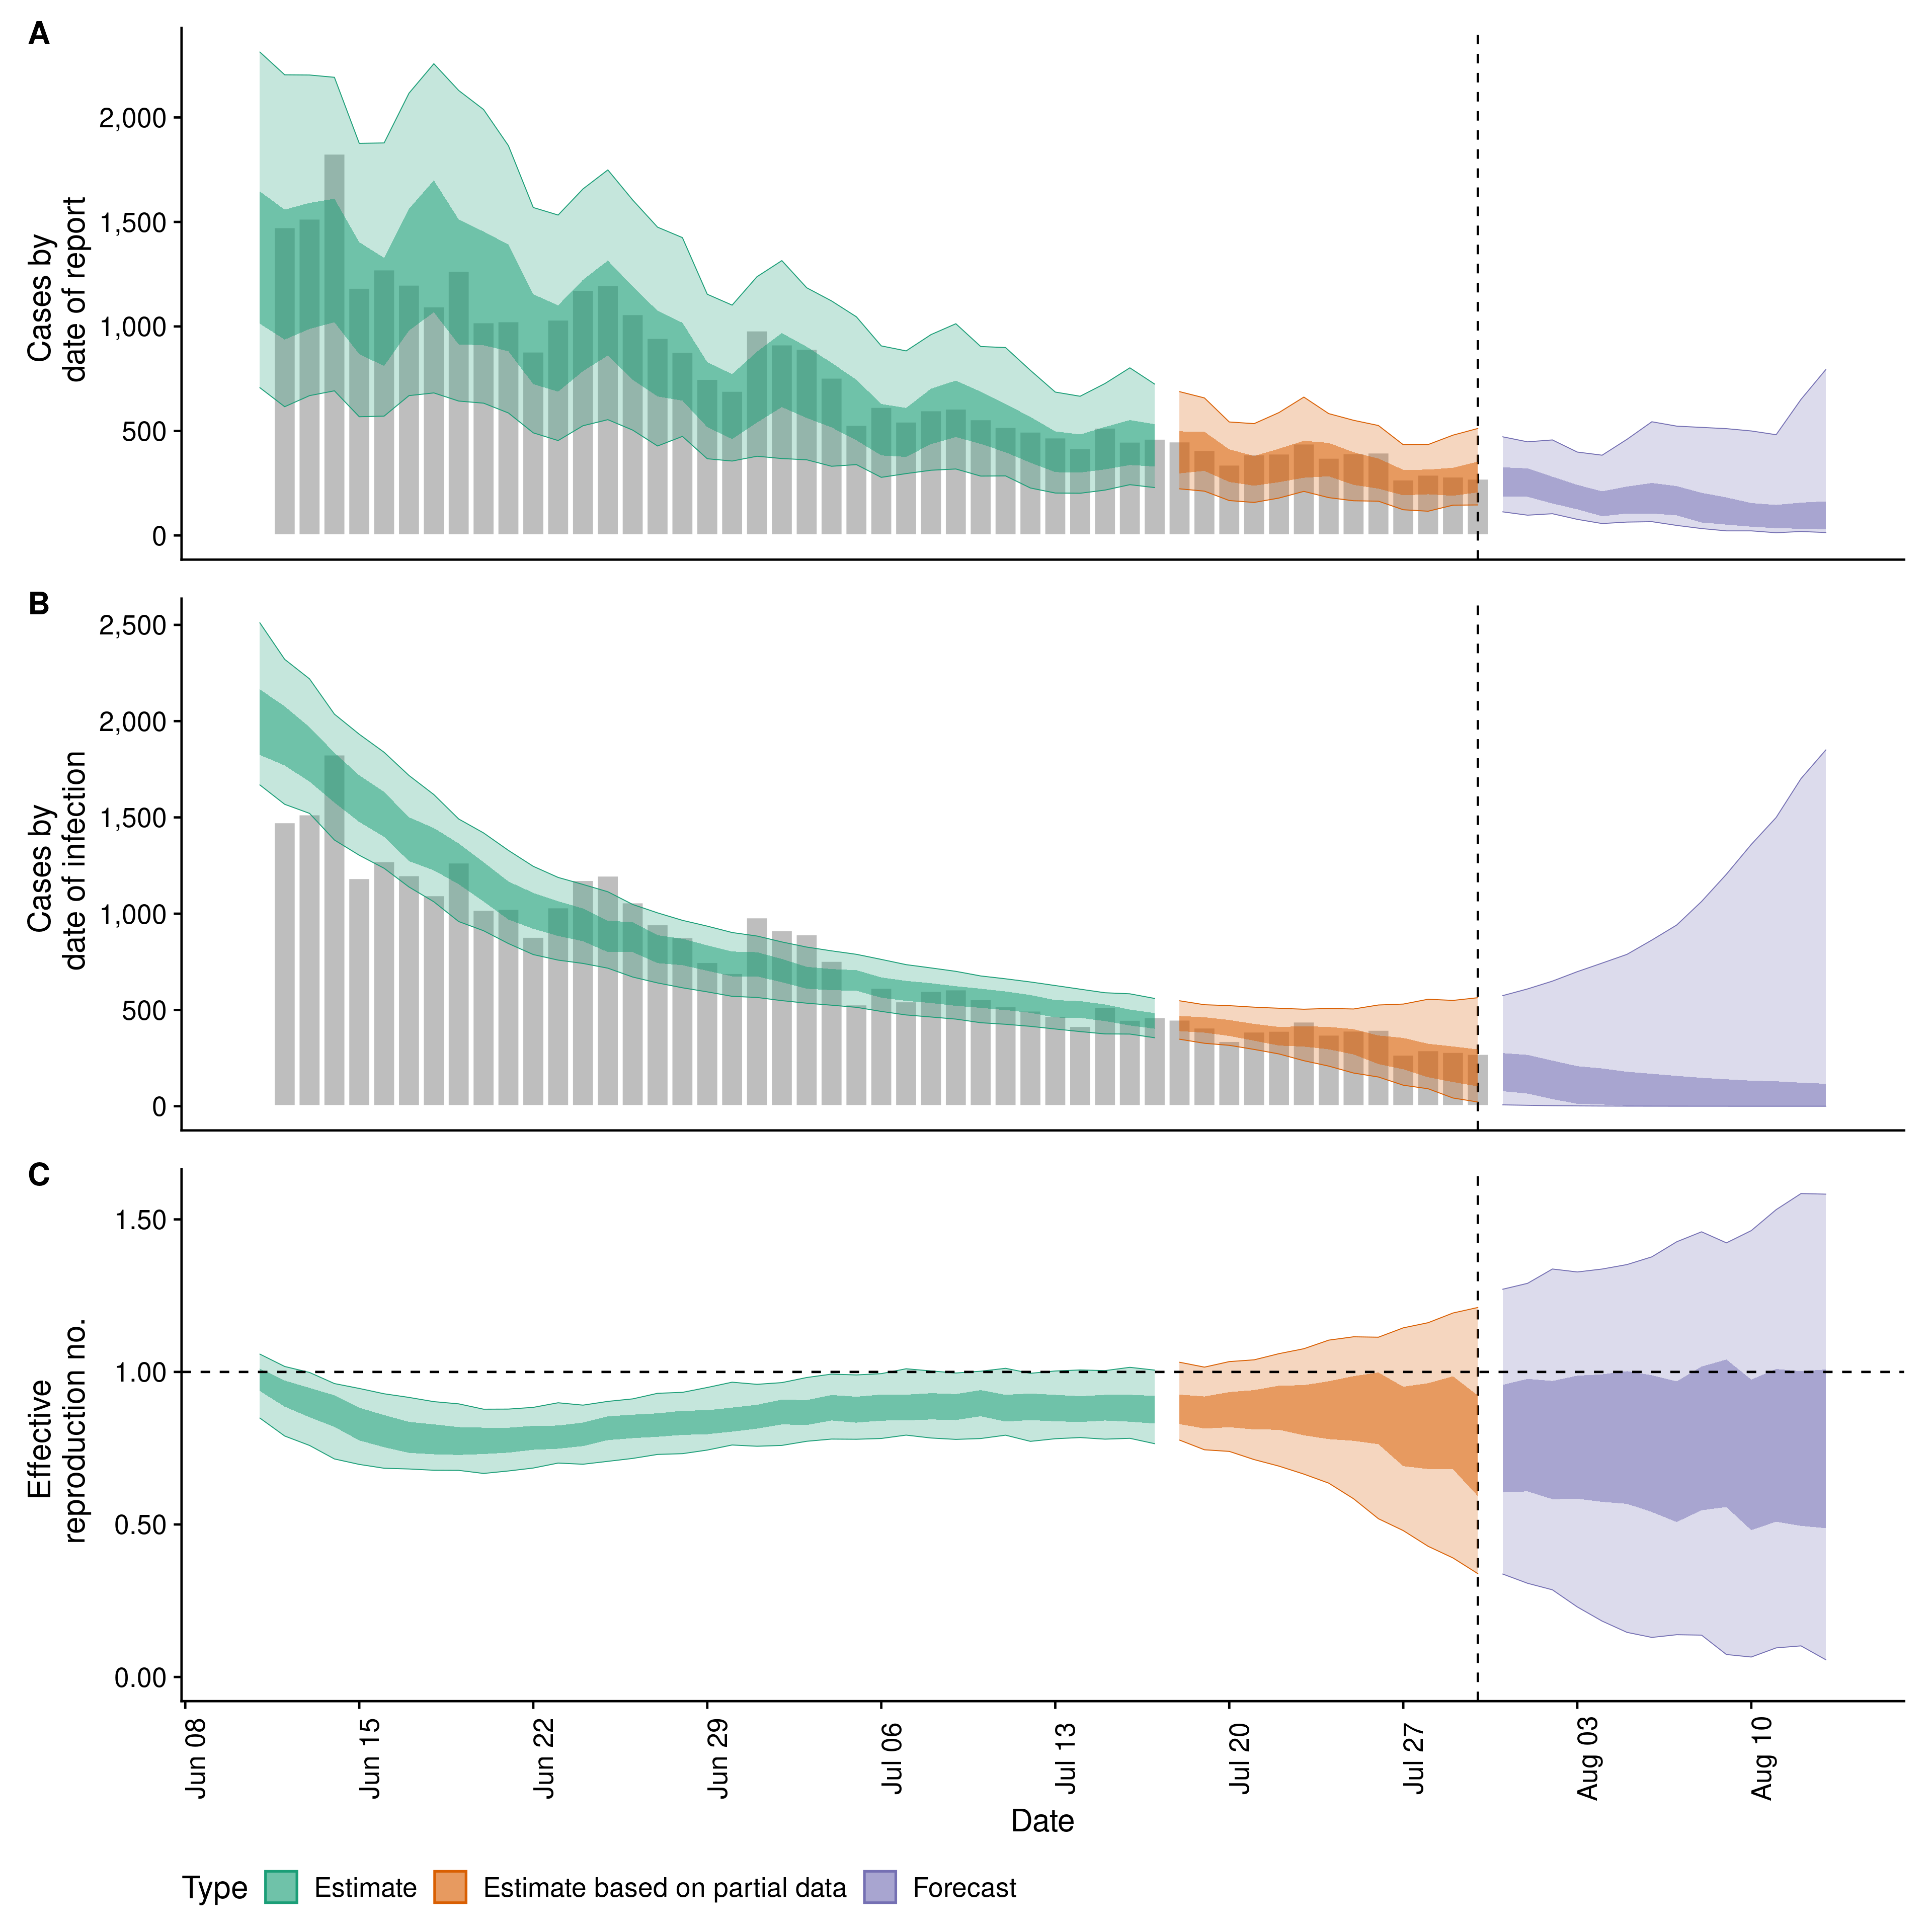 A
Cases by
date of report
2,000
1,500
1,000
500
0
B
Cases by
date of infection
2,500
2,000
1,500
1,000
500
0
C
Effective
reproduction no.
1.50
1.00
0.50
0.00
Jun 08
Jun 15
Jun 22
Jun 29
Jul 06
Jul 13
Jul 20
Jul 27
Aug 03
Aug 10
Date
Type Estimate Estimate based on partial data Forecast